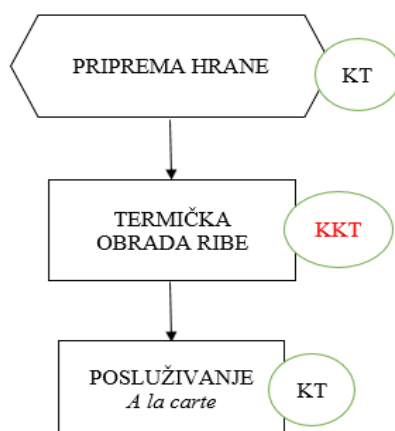 PRIPREMA HRANE
KT
TERMIČKA
OBRADA RIBE
KKT
POSLUŽIVANJE
A la carte
KT